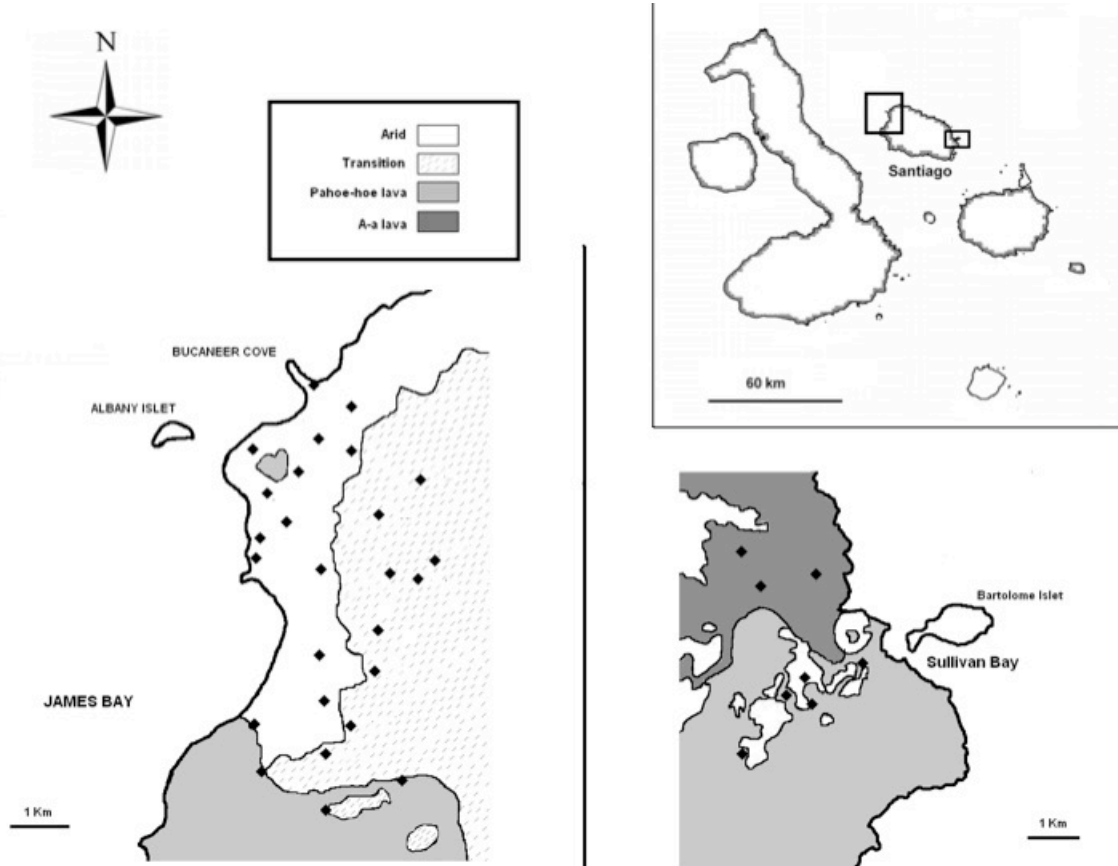 N
Arid
Transition
Pahoe-hoe lava
A-a lava
Santiago
60 km
BUCANEER COVE
ALBANY ISLET
JAMES BAY
1 Km
Bartolome Islet
Sullivan Bay
1 Km